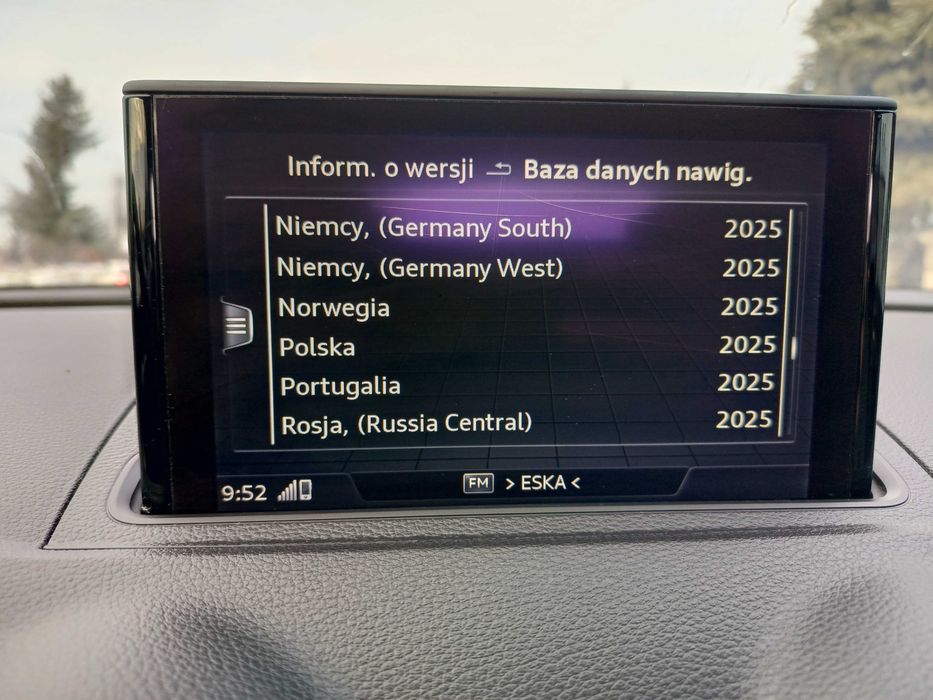 Inform. o wersji Baza danych nawig.
Niemcy, (Germany South) 2025
Niemcy, (Germany West) 2025
Norwegia 2025
Polska 2025
Portugalia 2025
Rosja, (Russia Central) 2025
9:52 FM > ESKA <